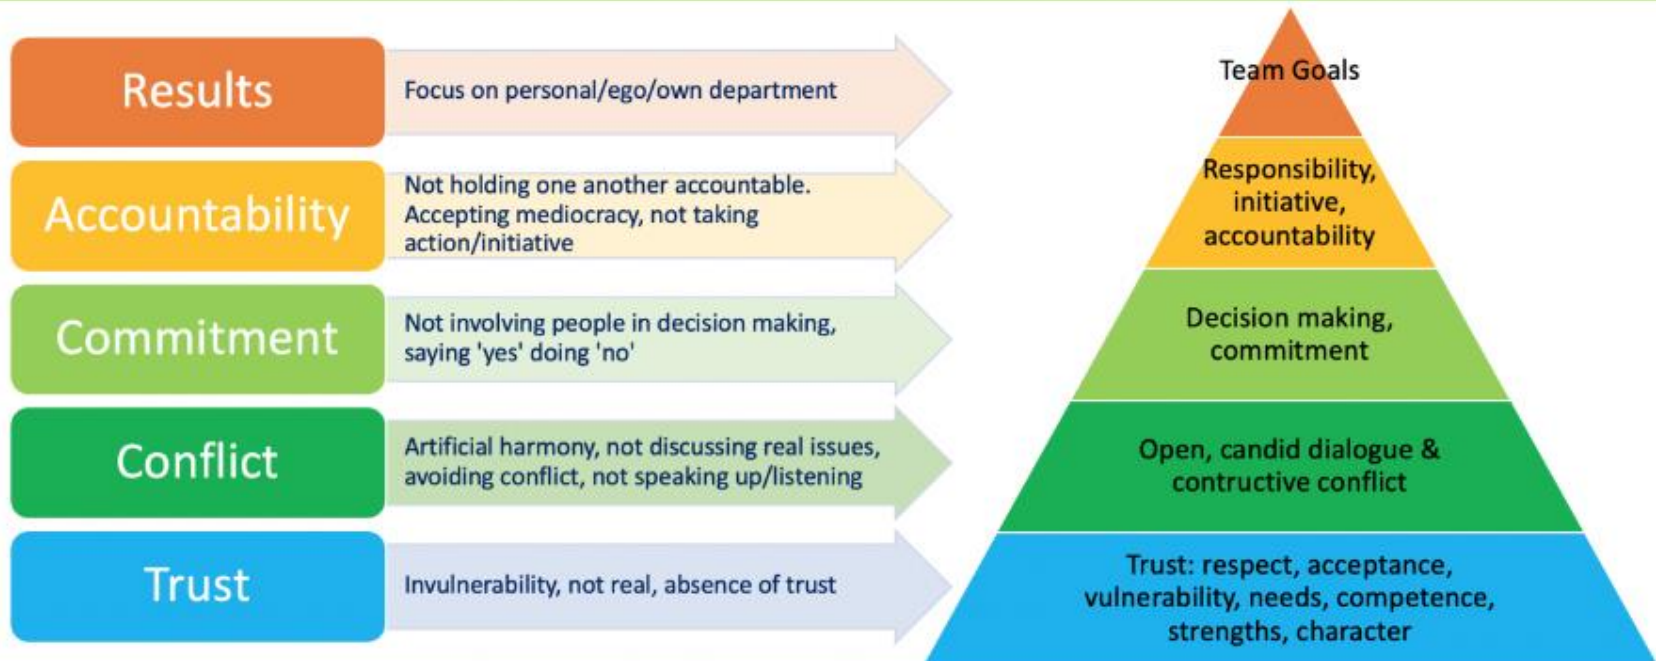 Results
Focus on personal/ego/own department
Team Goals
Accountability
Not holding one another accountable.
Accepting mediocracy, not taking
action/initiative
Responsibility,
initiative,
accountability
Commitment
Not involving people in decision making,
saying 'yes' doing 'no'
Decision making,
commitment
Conflict
Artificial harmony, not discussing real issues,
avoiding conflict, not speaking up/listening
Open, candid dialogue &
contructive conflict
Trust
Invulnerability, not real, absence of trust
Trust: respect, acceptance,
vulnerability, needs, competence,
strengths, character